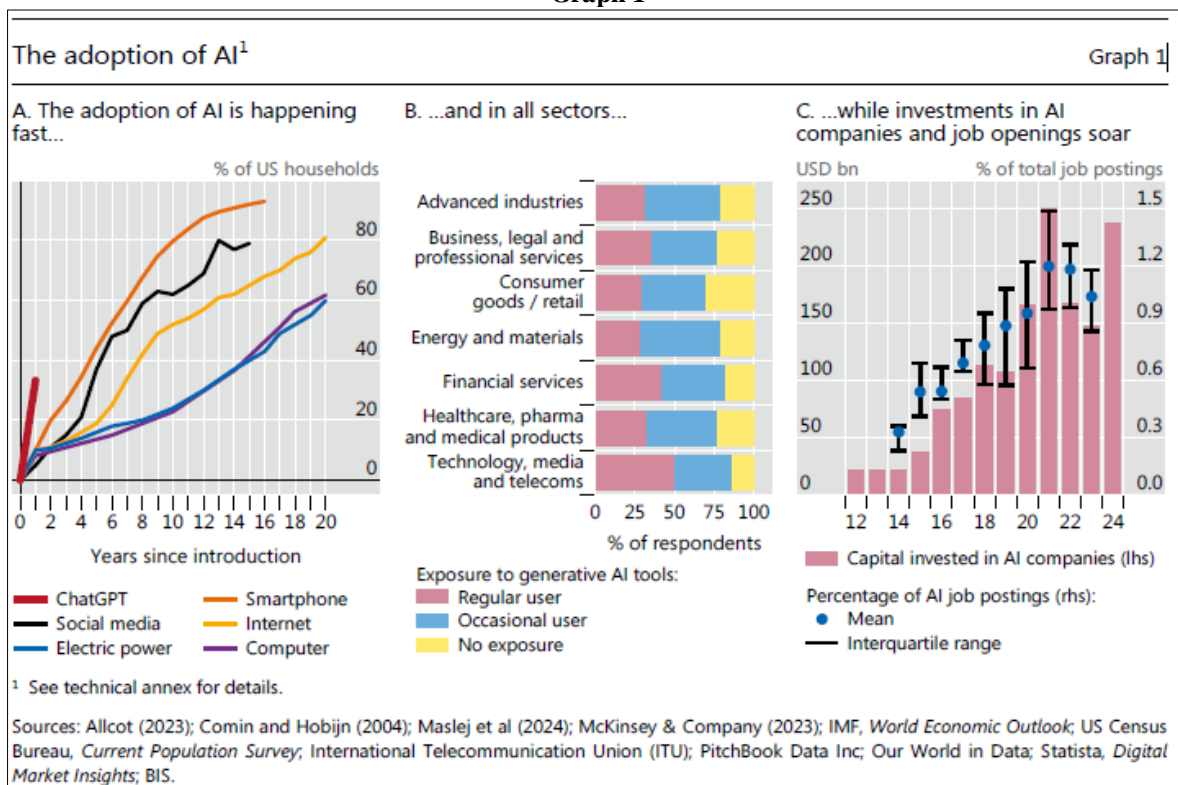 Graph 1
The adoption of AI1
Graph 1
A. The adoption of AI is happening
fast...
% of US households
80
60
40
20
0
0 2 4 6 8 10 12 14 16 18 20
Years since introduction
ChatGPT
Social media
Electric power
Smartphone
Internet
Computer
B. ...and in all sectors...
Advanced industries
Business, legal and
professional services
Consumer
goods / retail
Energy and materials
Financial services
Healthcare, pharma
and medical products
Technology, media
and telecoms
0 25 50 75 100
% of respondents
Exposure to generative AI tools:
Regular user
Occasional user
No exposure
C. ...while investments in AI
companies and job openings soar
USD bn
% of total job postings
250
200
150
100
50
0
1.5
1.2
0.9
0.6
0.3
0.0
12 14 16 18 20 22 24
Capital invested in AI companies (lhs)
Percentage of AI job postings (rhs):
Mean
Interquartile range
1 See technical annex for details.
Sources: Allcot (2023); Comin and Hobijn (2004); Maslej et al (2024); McKinsey & Company (2023); IMF, World Economic Outlook; US Census
Bureau, Current Population Survey; International Telecommunication Union (ITU); PitchBook Data Inc; Our World in Data; Statista, Digital
Market Insights; BIS.